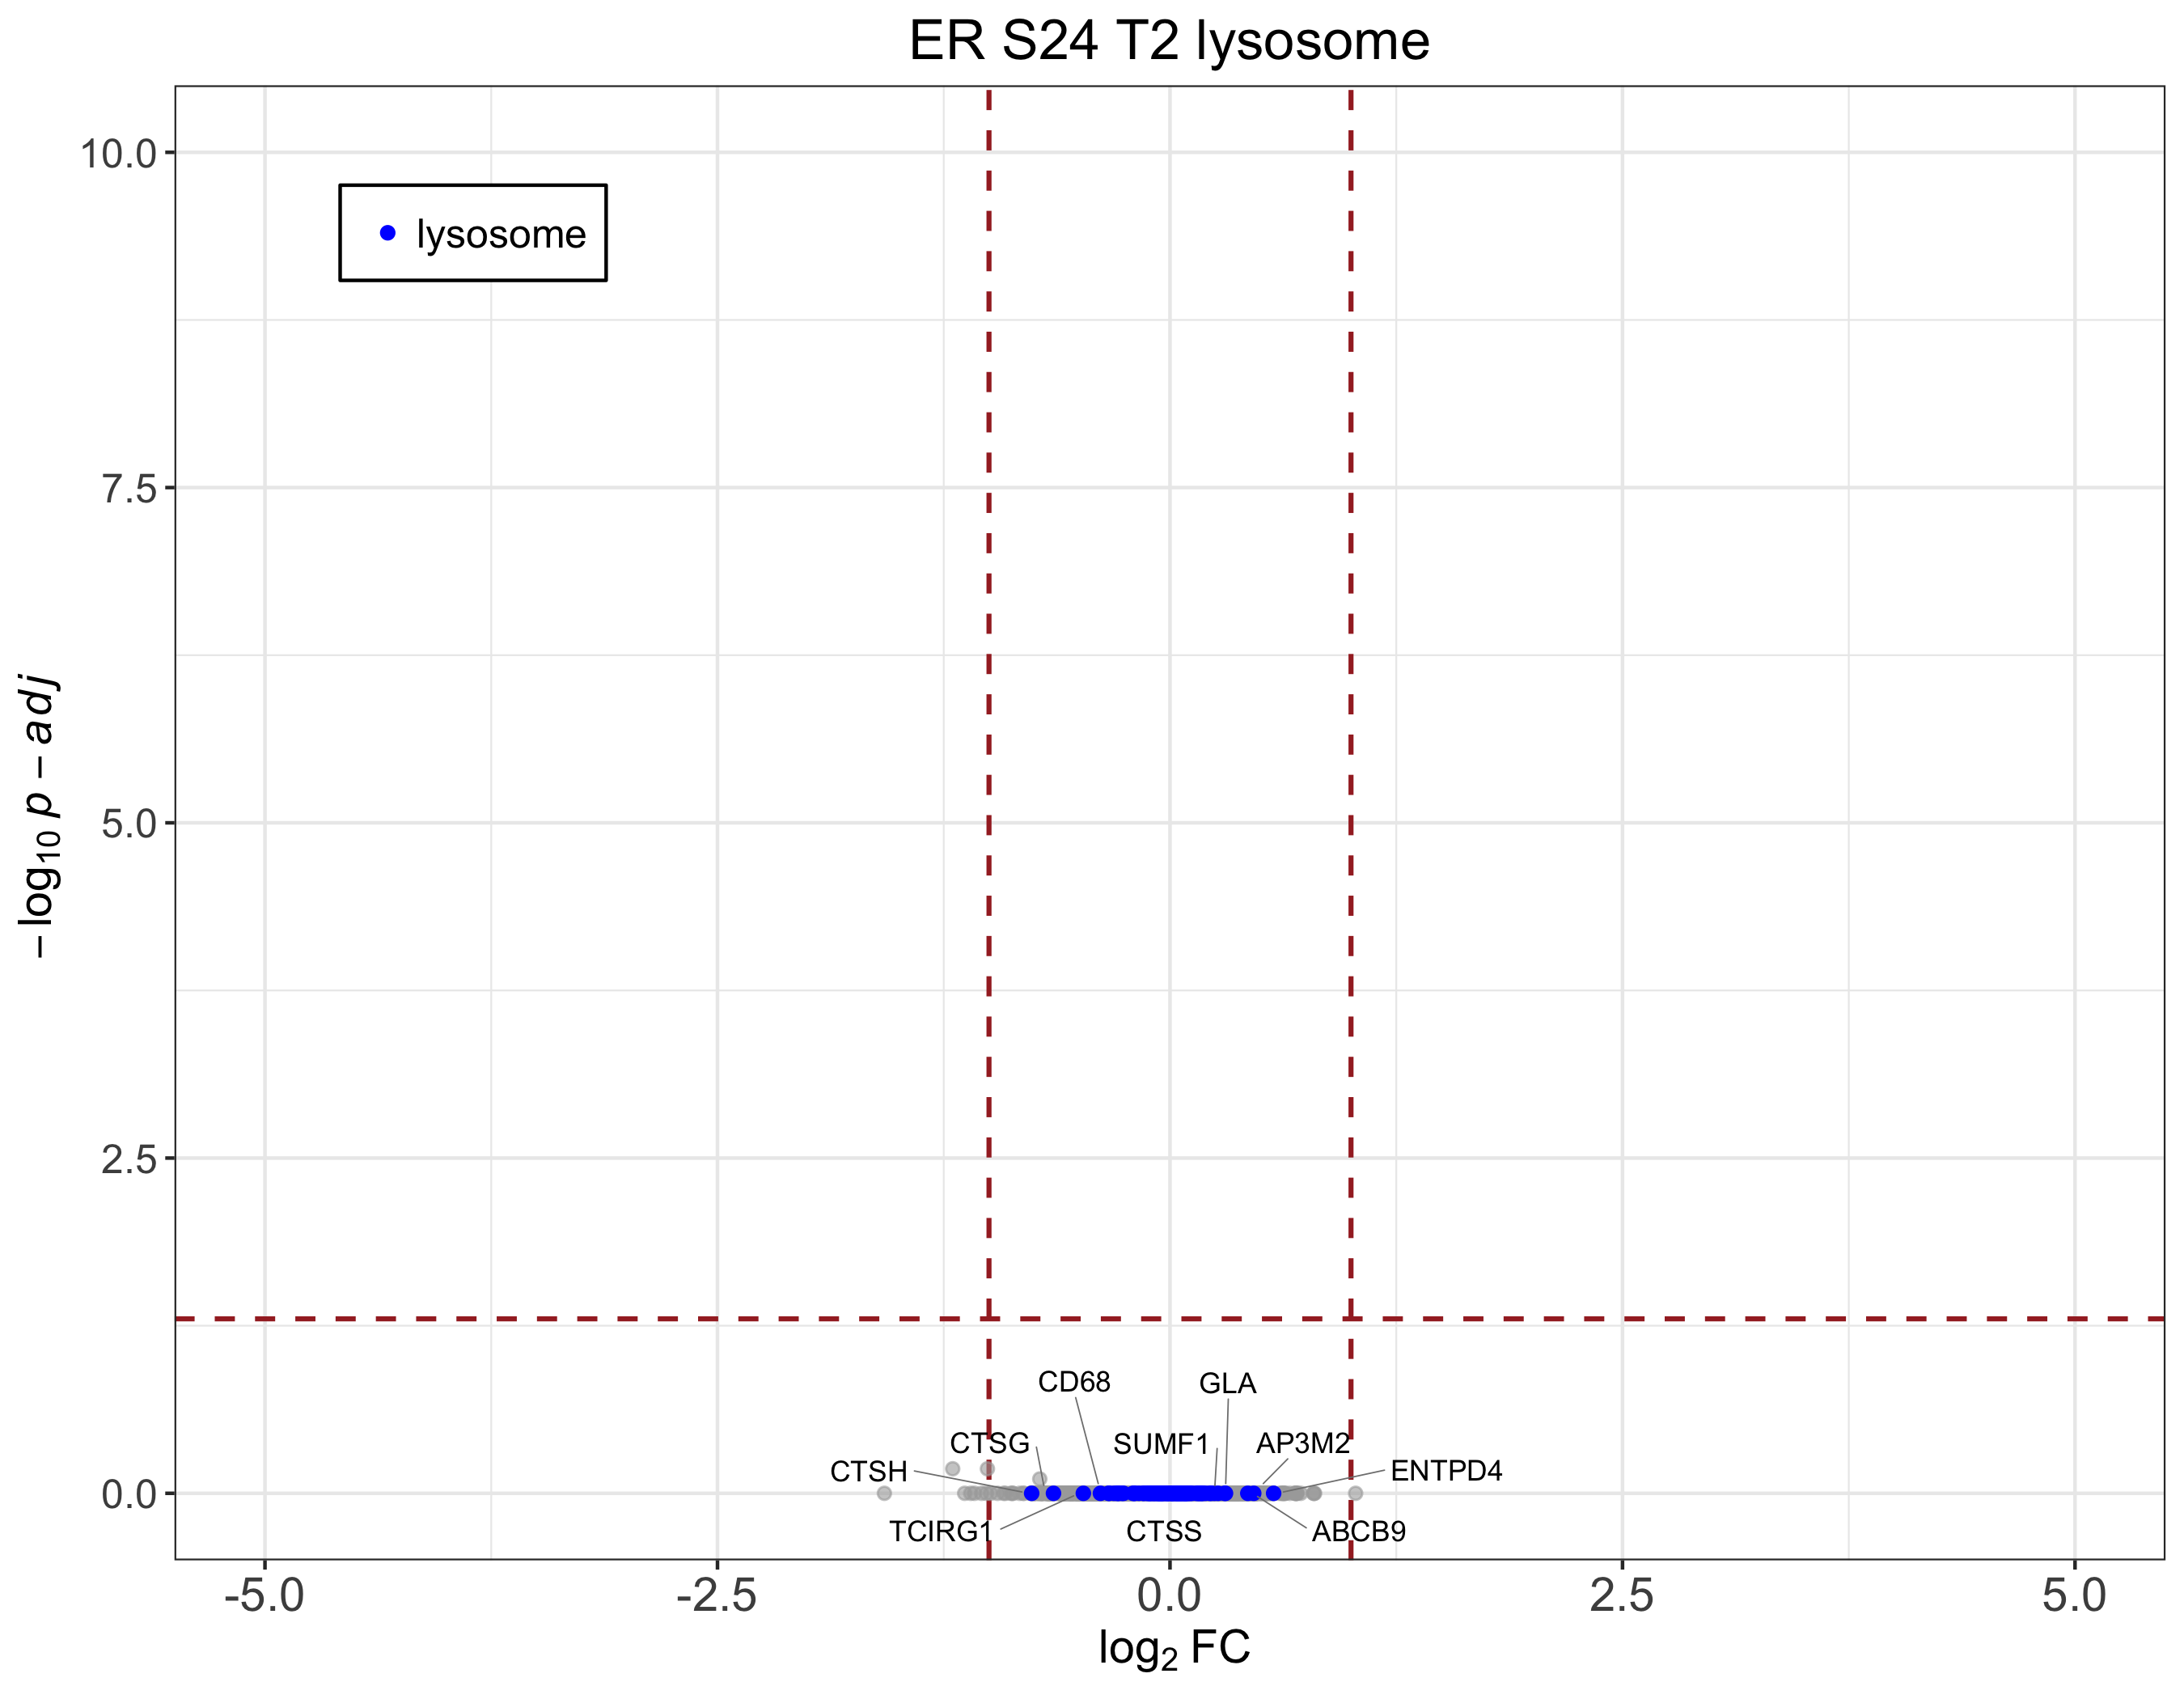 ER S24 T2 lysosome
10.0
lysosome
7.5
5.0
2.5
0.0
−log₁₀ p − adj
CD68
GLA
CTSG
SUMF1
AP3M2
CTSH
ENTPD4
TCIRG1
CTSS
ABCB9
-5.0
-2.5
0.0
2.5
5.0
log₂ FC